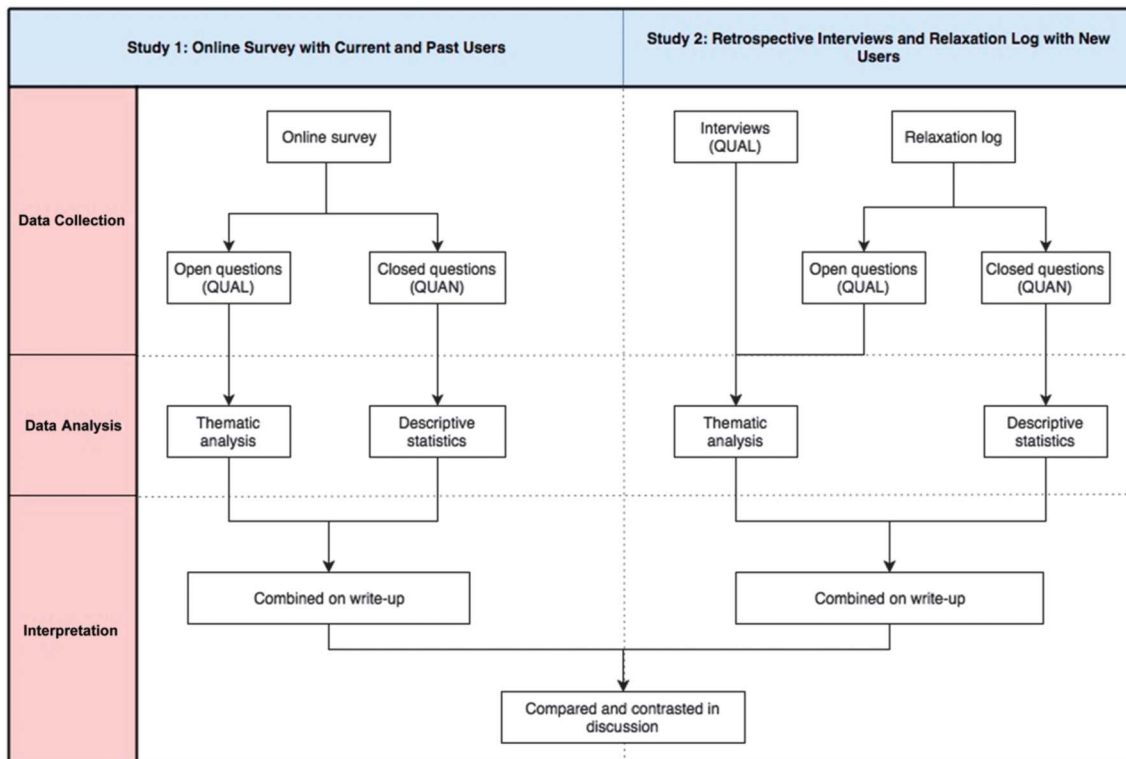 Study 1: Online Survey with Current and Past Users
Study 2: Retrospective Interviews and Relaxation Log with New
Users
Data Collection
Online survey
Interviews
(QUAL)
Relaxation log
Open questions
(QUAL)
Closed questions
(QUAN)
Open questions
(QUAL)
Closed questions
(QUAN)
Data Analysis
Thematic
analysis
Descriptive
statistics
Thematic
analysis
Descriptive
statistics
Interpretation
Combined on write-up
Combined on write-up
Compared and contrasted in
discussion